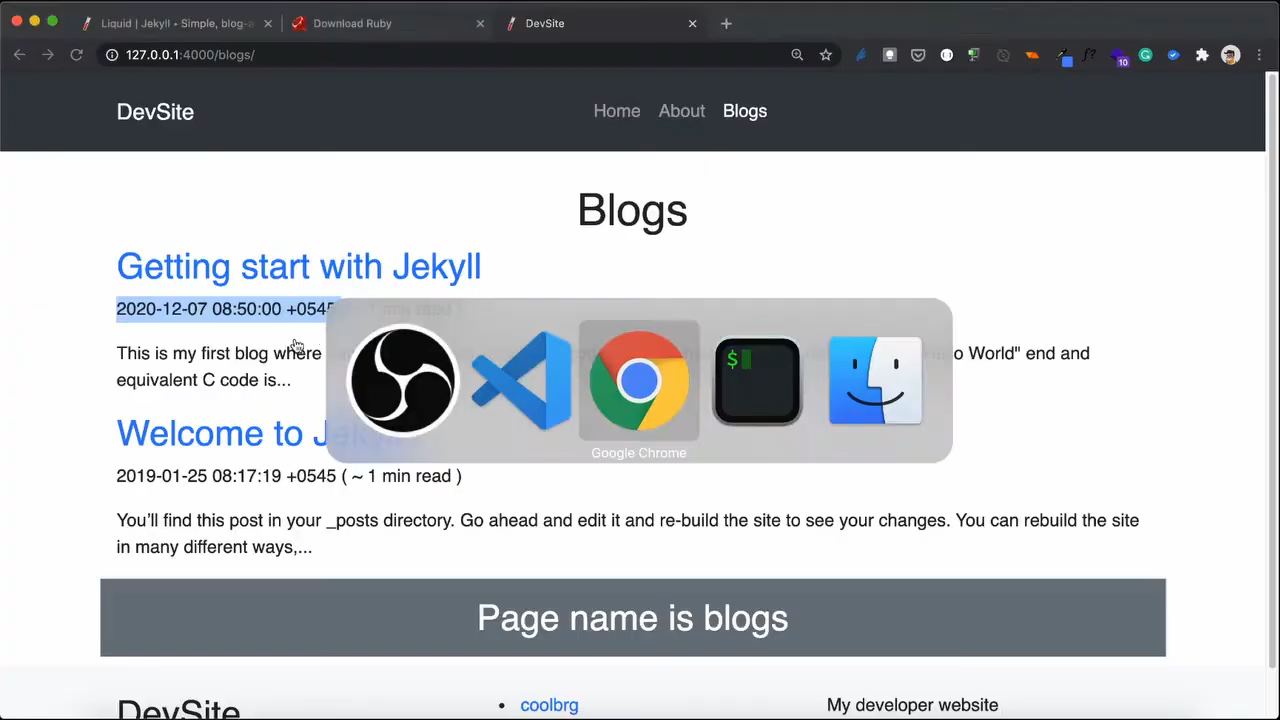 Liquid | Jekyll • Simple, blog-a
Download Ruby
DevSite
127.0.0.1:4000/blogs/
f?
10
DevSite
Home
About
Blogs
Blogs
Getting start with Jekyll
2020-12-07 08:50:00 +0545 1 min read )
This is my first blog where World" end and
equivalent C code is...
$
Google Chrome
Welcome to Jekyll
2019-01-25 08:17:19 +0545 ( ~ 1 min read )
You’ll find this post in your _posts directory. Go ahead and edit it and re-build the site to see your changes. You can rebuild the site
in many different ways,...
Page name is blogs
DevSite
• coolbrg
My developer website